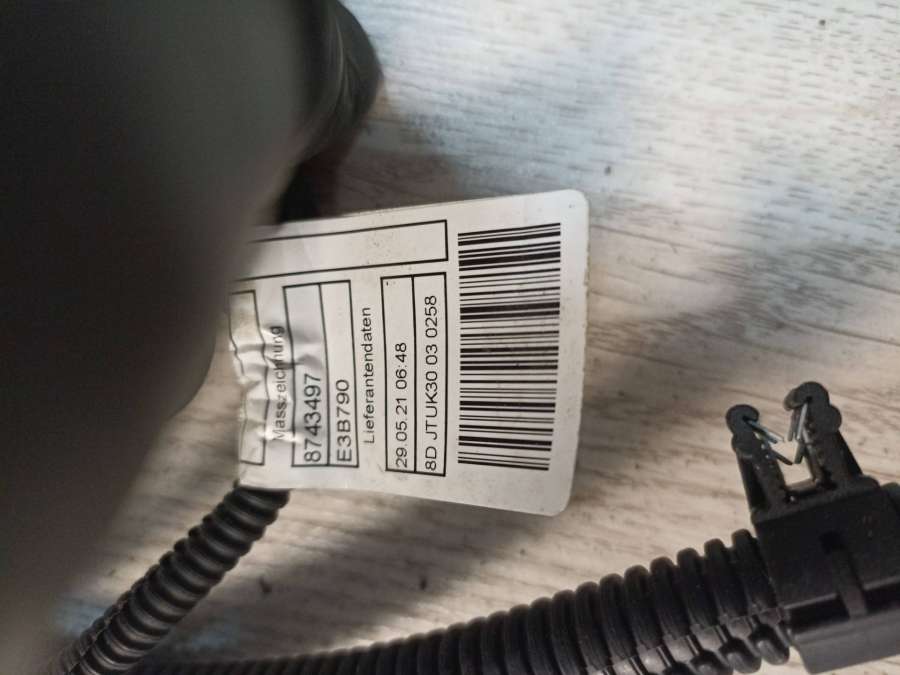 Masszeichnung
8743497
E3B790
Lieferantendaten
29.05.21 06:48
8D JTUK30 03 0258